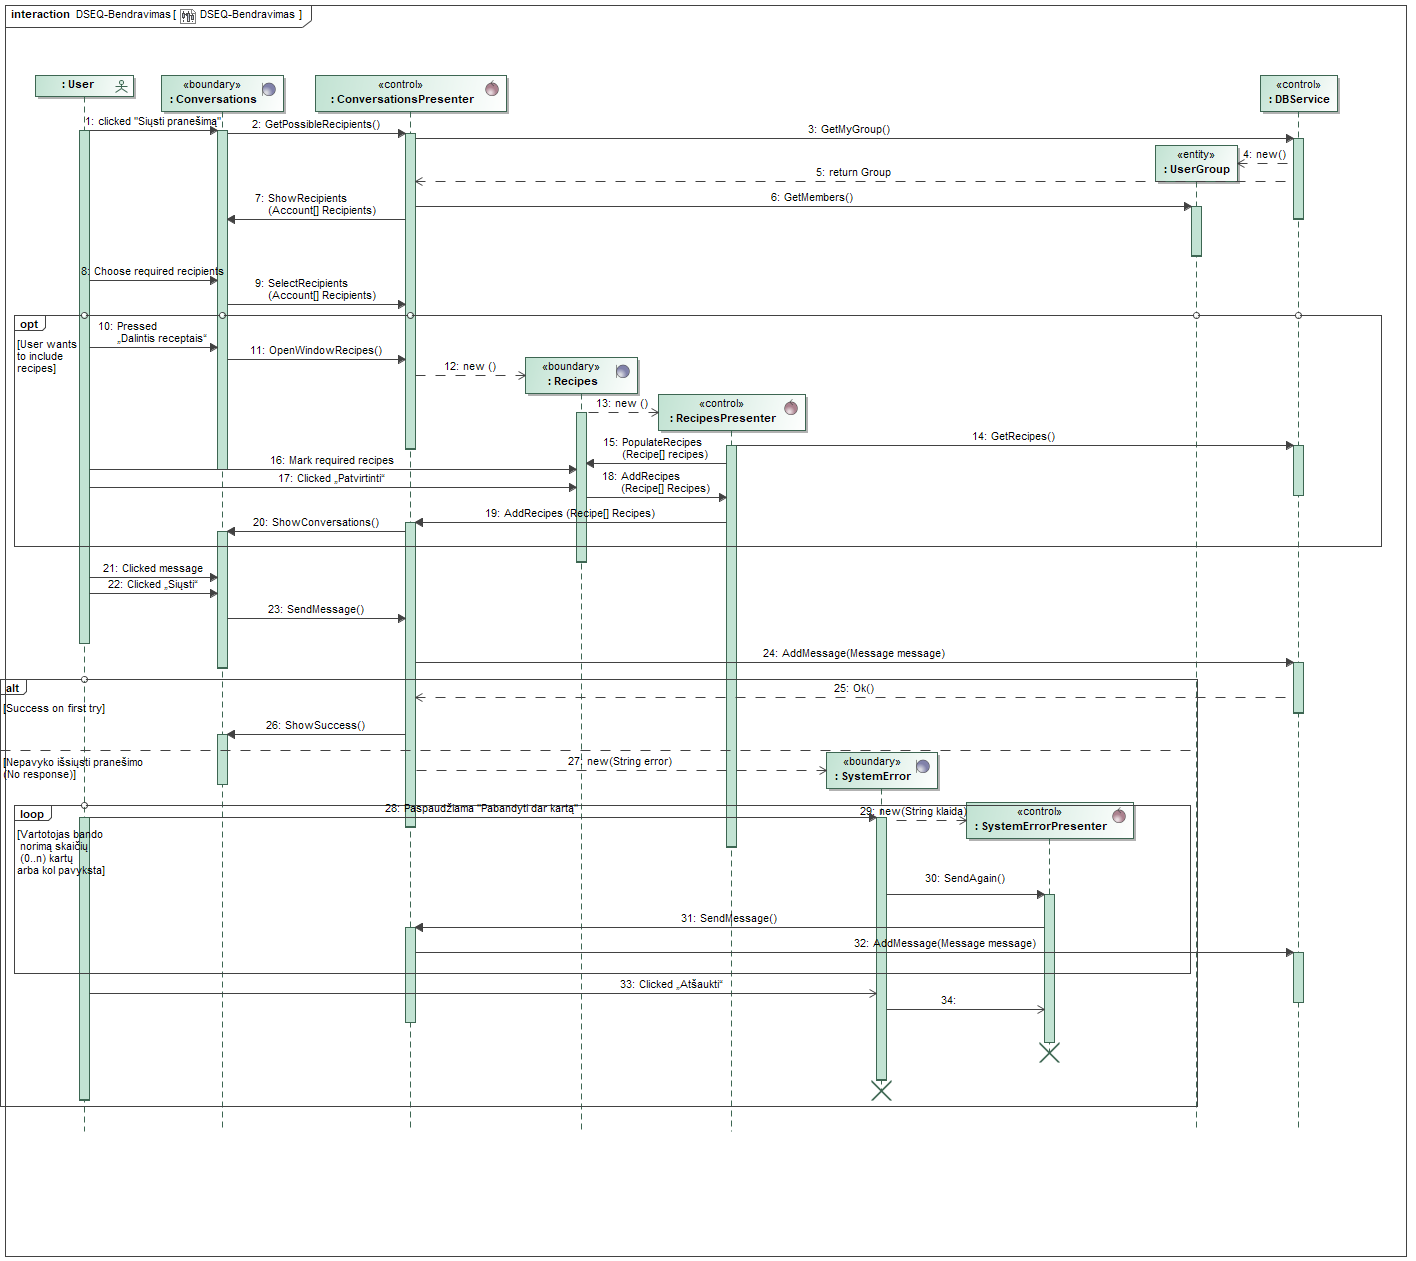 interaction DSEQ-Bendravimas [ DSEQ-Bendravimas ]
: User
«boundary»
: Conversations
«control»
: ConversationsPresenter
«control»
: DBService
1: clicked "Siųsti pranešimą"
2: GetPossibleRecipients()
3: GetMyGroup()
«entity»
: UserGroup
4: new()
5: return Group
6: GetMembers()
7: ShowRecipients
(Account[] Recipients)
8: Choose required recipients
9: SelectRecipients
(Account[] Recipients)
opt
[User wants
to include
recipes]
10: Pressed
„Dalintis receptais“
11: OpenWindowRecipes()
12: new ()
«boundary»
: Recipes
13: new ()
«control»
: RecipesPresenter
14: GetRecipes()
15: PopulateRecipes
(Recipe[] recipes)
16: Mark required recipes
17: Clicked „Patvirtinti“
18: AddRecipes
(Recipe[] Recipes)
19: AddRecipes (Recipe[] Recipes)
20: ShowConversations()
21: Clicked message
22: Clicked „Siųsti“
23: SendMessage()
24: AddMessage(Message message)
alt
[Success on first try]
25: Ok()
26: ShowSuccess()
[Nepavyko išsiųsti pranešimo
(No response)]
27: new(String error)
«boundary»
: SystemError
loop
[Vartotojas bando
norimą skaičių
(0..n) kartų
arba kol pavyksta]
28: Paspaudžiama "Pabandyti dar kartą"
29: new(String klaida)
«control»
: SystemErrorPresenter
30: SendAgain()
31: SendMessage()
32: AddMessage(Message message)
33: Clicked „Atšaukti“
34: